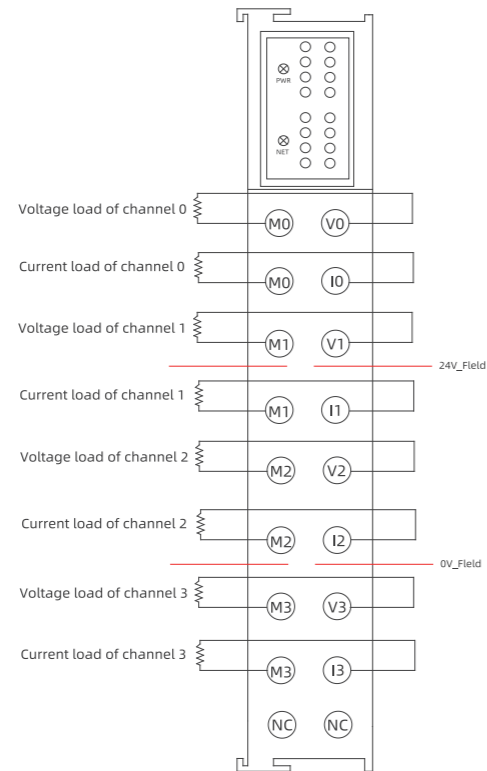 PWR
NET
Voltage load of channel 0
M0 V0
Current load of channel 0
M0 I0
Voltage load of channel 1
M1 V1
24V_Fleld
Current load of channel 1
M1 I1
Voltage load of channel 2
M2 V2
Current load of channel 2
M2 I2
0V_Fleld
Voltage load of channel 3
M3 V3
Current load of channel 3
M3 I3
NC NC